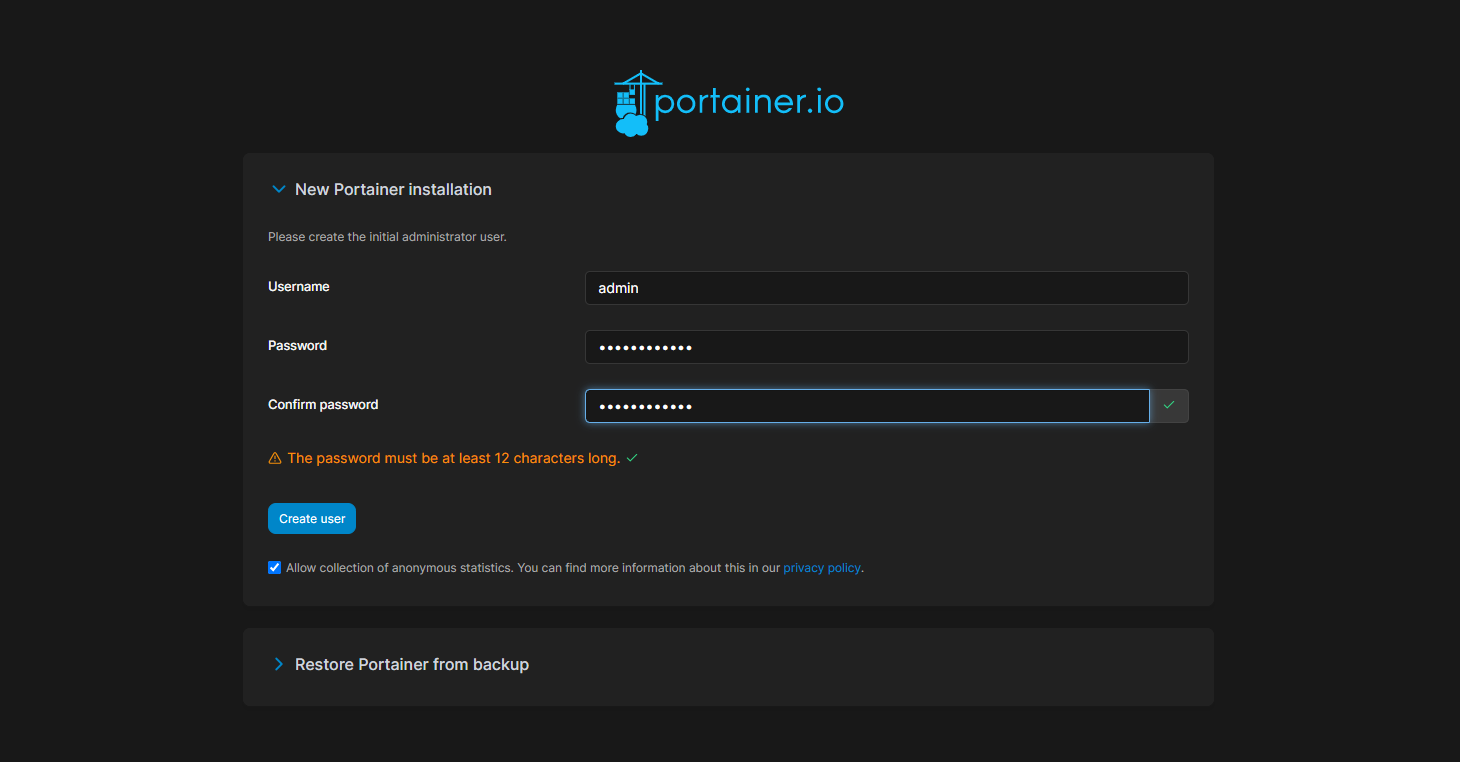 portainer.io
New Portainer installation
Please create the initial administrator user.
Username
admin
Password
••••••••••••
Confirm password
••••••••••••
The password must be at least 12 characters long.
Create user
Allow collection of anonymous statistics. You can find more information about this in our privacy policy.
Restore Portainer from backup